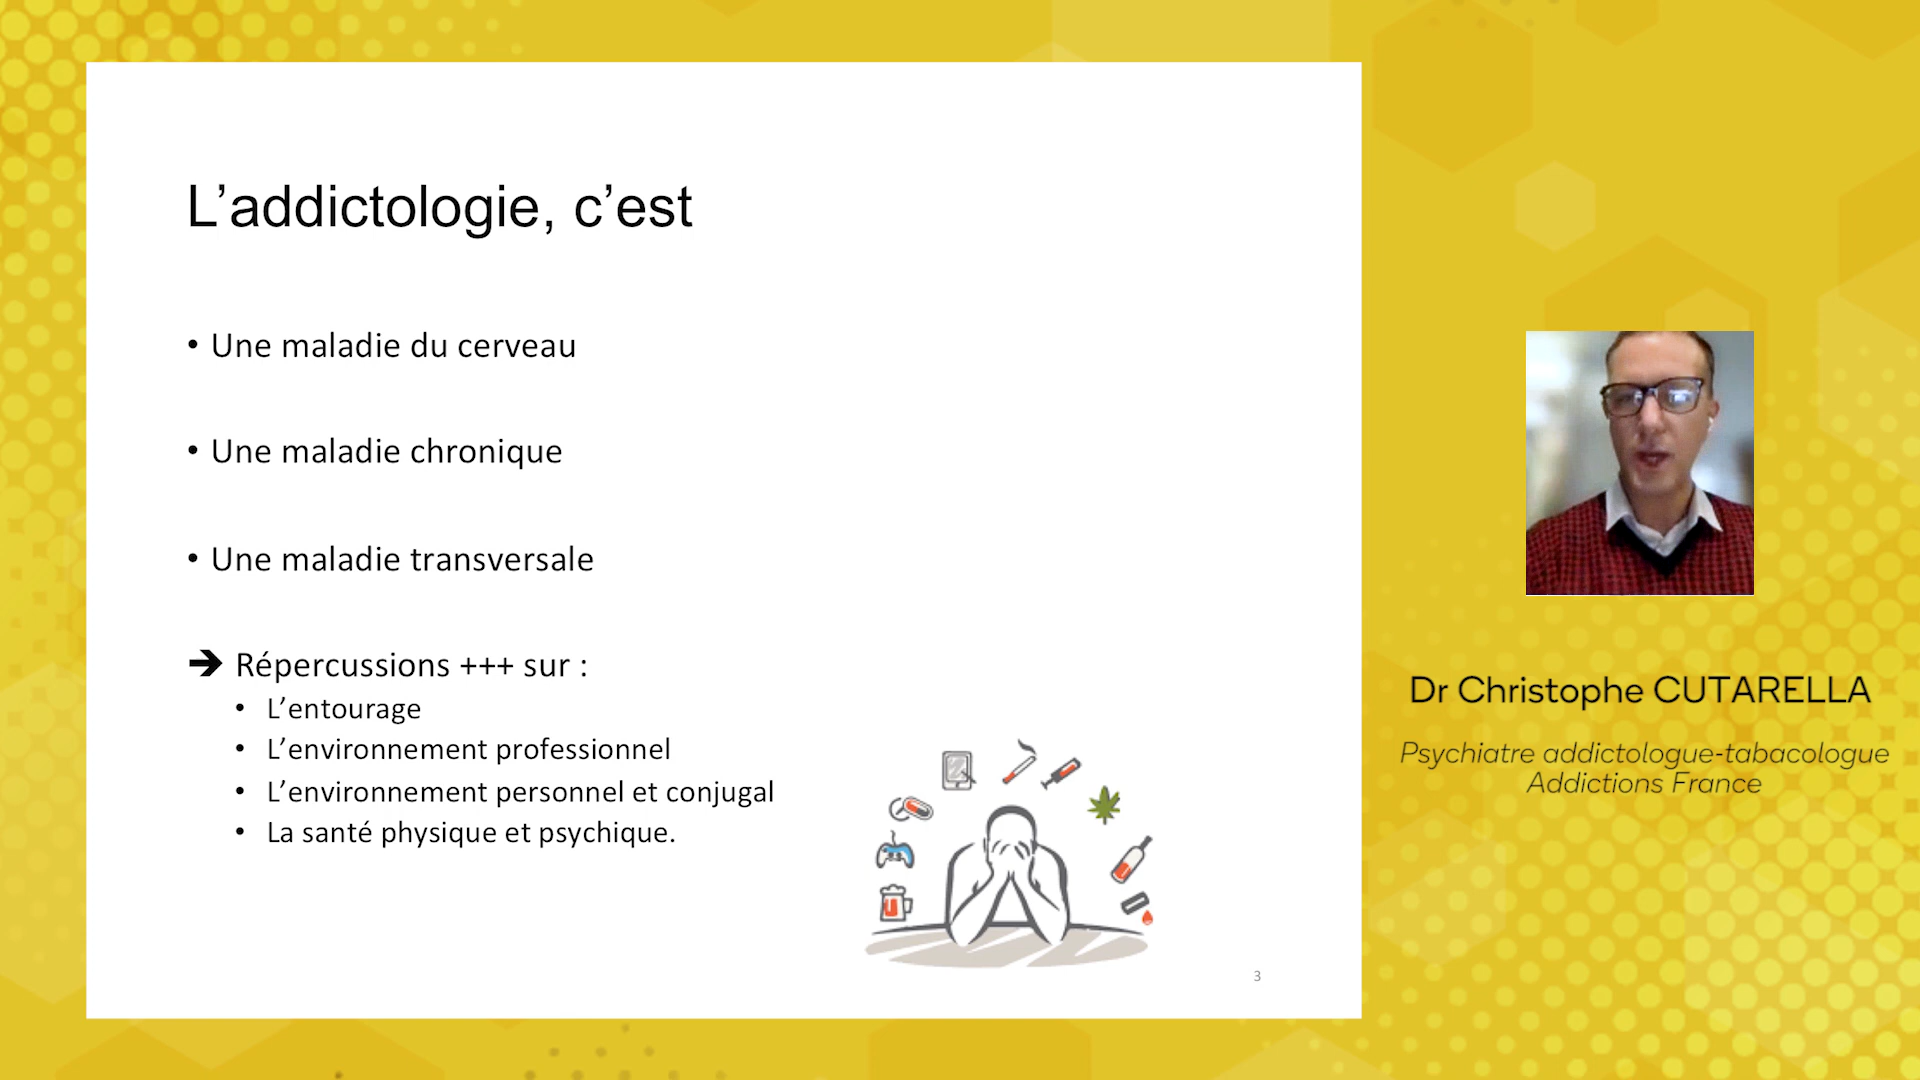 L’addictologie, c’est
• Une maladie du cerveau
• Une maladie chronique
• Une maladie transversale
➔ Répercussions +++ sur :
• L’entourage
• L’environnement professionnel
• L’environnement personnel et conjugal
• La santé physique et psychique.
3
Dr Christophe CUTARELLA
Psychiatre addictologue-tabacologue
Addictions France